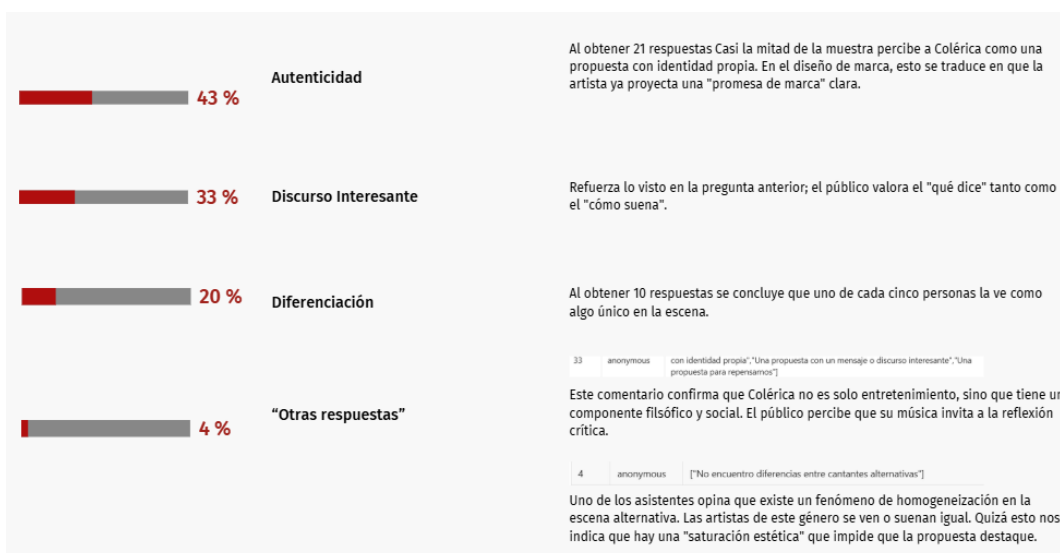 Autenticidad
43 %
Al obtener 21 respuestas Casi la mitad de la muestra percibe a Colérica como una
propuesta con identidad propia. En el diseño de marca, esto se traduce en que la
artista ya proyecta una "promesa de marca" clara.
Discurso Interesante
33 %
Refuerza lo visto en la pregunta anterior; el público valora el "qué dice" tanto como
el "cómo suena".
Diferenciación
20 %
Al obtener 10 respuestas se concluye que uno de cada cinco personas la ve como
algo único en la escena.
“Otras respuestas”
4 %
33 anonymous con identidad propia","Una propuesta con un mensaje o discurso interesante","Una
propuesta para repensarnos"]
Este comentario confirma que Colérica no es solo entretenimiento, sino que tiene un
componente filsófico y social. El público percibe que su música invita a la reflexión
crítica.
4 anonymous ["No encuentro diferencias entre cantantes alternativas"]
Uno de los asistentes opina que existe un fenómeno de homogeneización en la
escena alternativa. Las artistas de este género se ven o suenan igual. Quizá esto nos
indica que hay una "saturación estética" que impide que la propuesta destaque.